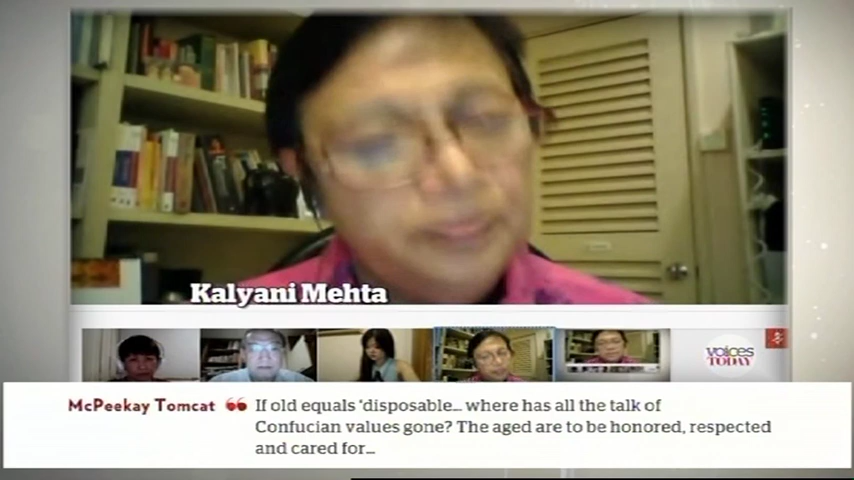 Kalyani Mehta
voices
TODAY
McPeekay Tomcat “ If old equals 'disposable... where has all the talk of
Confucian values gone? The aged are to be honored, respected
and cared for...